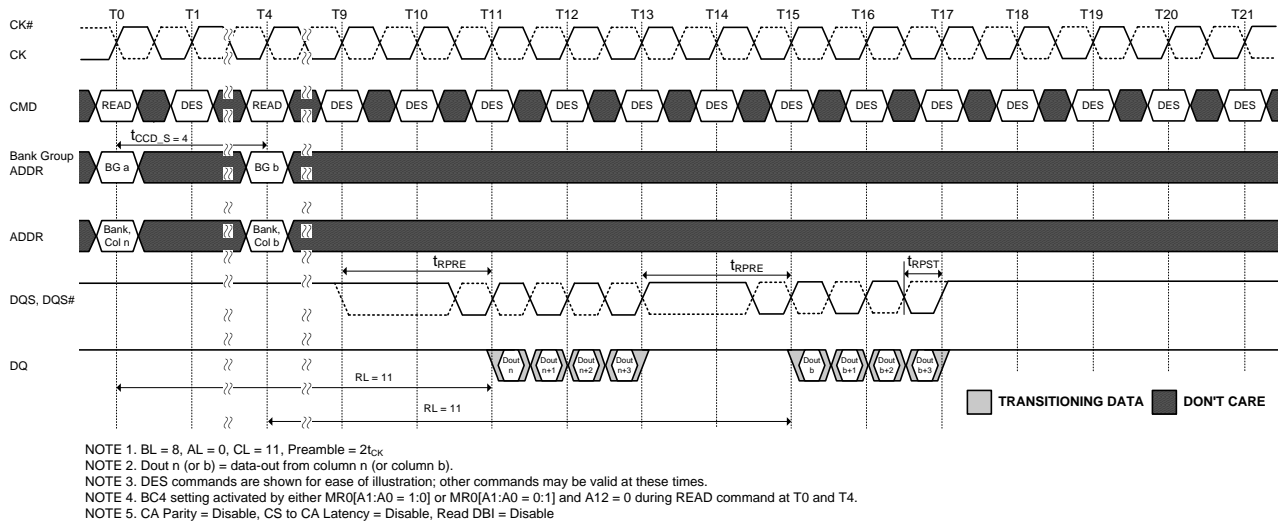 T0 T1 T4 T9 T10 T11 T12 T13 T14 T15 T16 T17 T18 T19 T20 T21
CK#
CK
CMD READ DES READ DES DES DES DES DES DES DES DES DES DES DES DES DES
tCCD_S = 4
Bank Group
ADDR
BG a BG b
ADDR
Bank,
Col n
Bank,
Col b
tRPRE tRPRE tRPST
DQS, DQS#
DQ
Dout
n
Dout
n+1
Dout
n+2
Dout
n+3
Dout
b
Dout
b+1
Dout
b+2
Dout
b+3
RL = 11
RL = 11
TRANSITIONING DATA DON'T CARE
NOTE 1. BL = 8, AL = 0, CL = 11, Preamble = 2tCK
NOTE 2. Dout n (or b) = data-out from column n (or column b).
NOTE 3. DES commands are shown for ease of illustration; other commands may be valid at these times.
NOTE 4. BC4 setting activated by either MR0[A1:A0 = 1:0] or MR0[A1:A0 = 0:1] and A12 = 0 during READ command at T0 and T4.
NOTE 5. CA Parity = Disable, CS to CA Latency = Disable, Read DBI = Disable